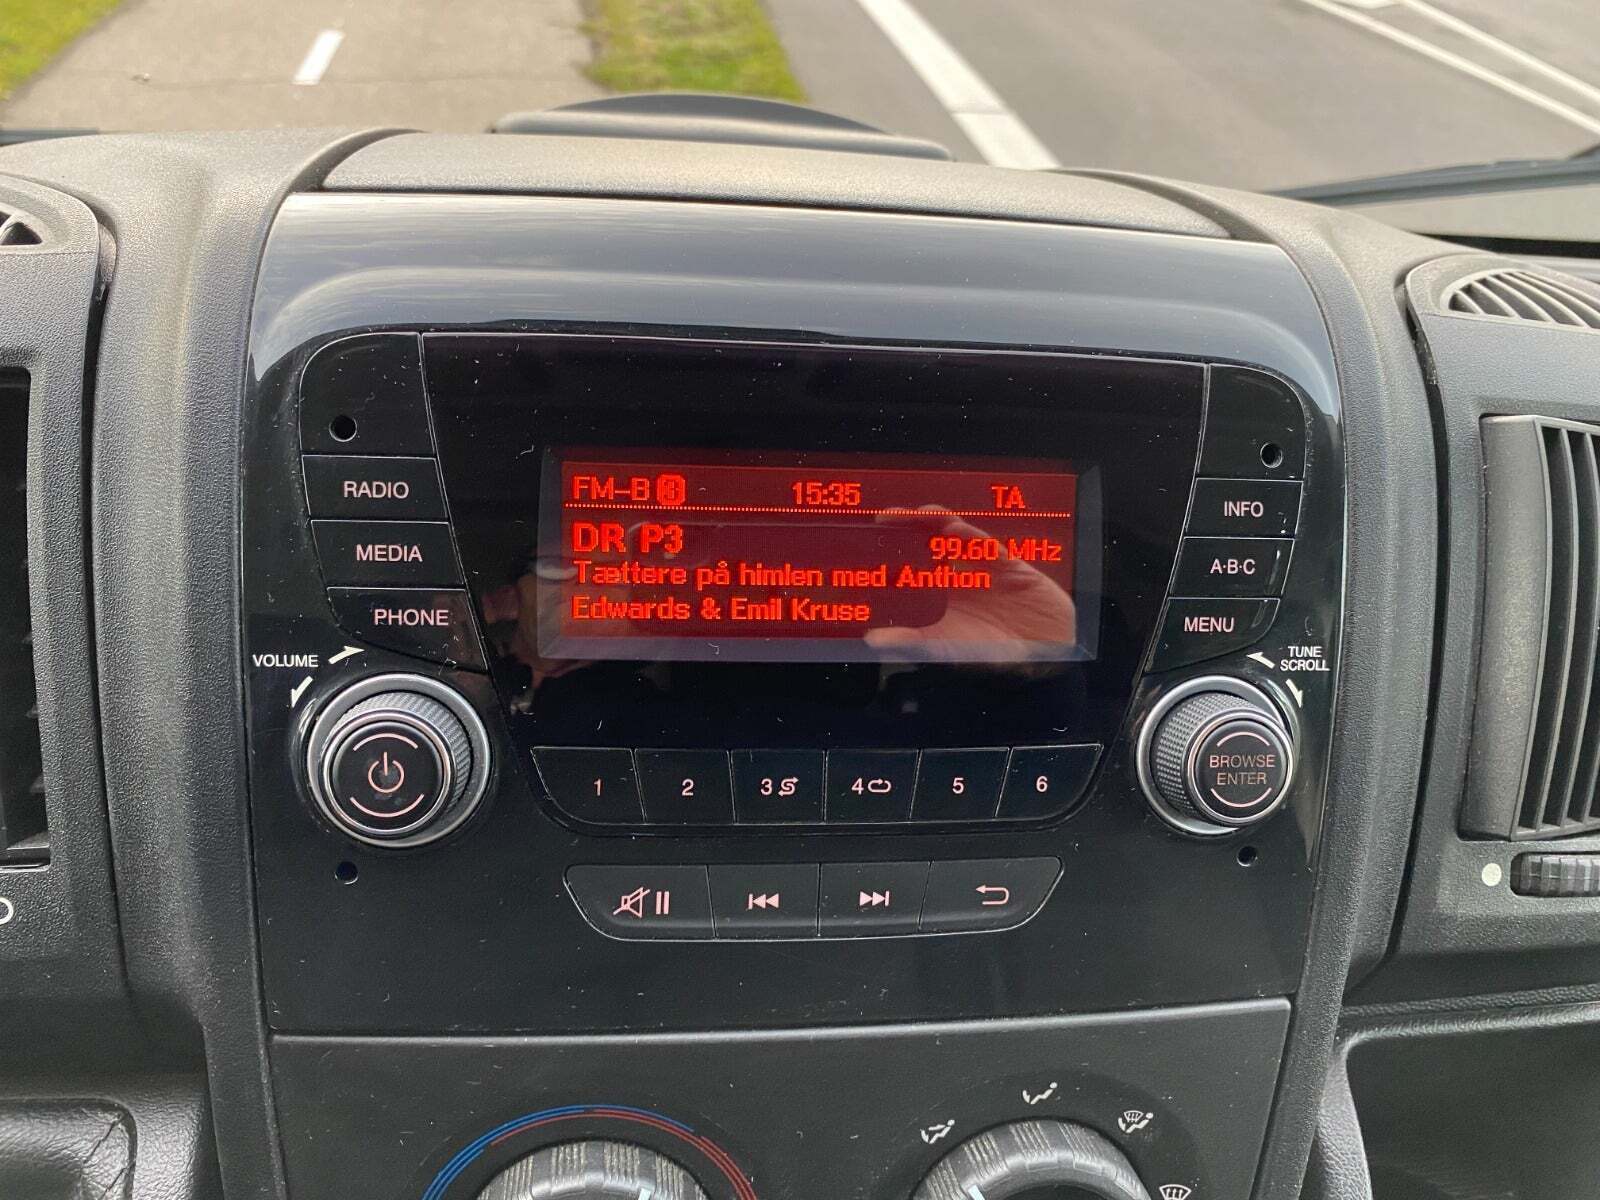 FM-B 15:35 TA
DR P3
99.60 MHz
Tættere på himlen med Anthon
Edwards & Emil Kruse
RADIO
MEDIA
PHONE
VOLUME
INFO
A·B·C
MENU
TUNE
SCROLL
BROWSE
ENTER
1 2 3 4 5 6